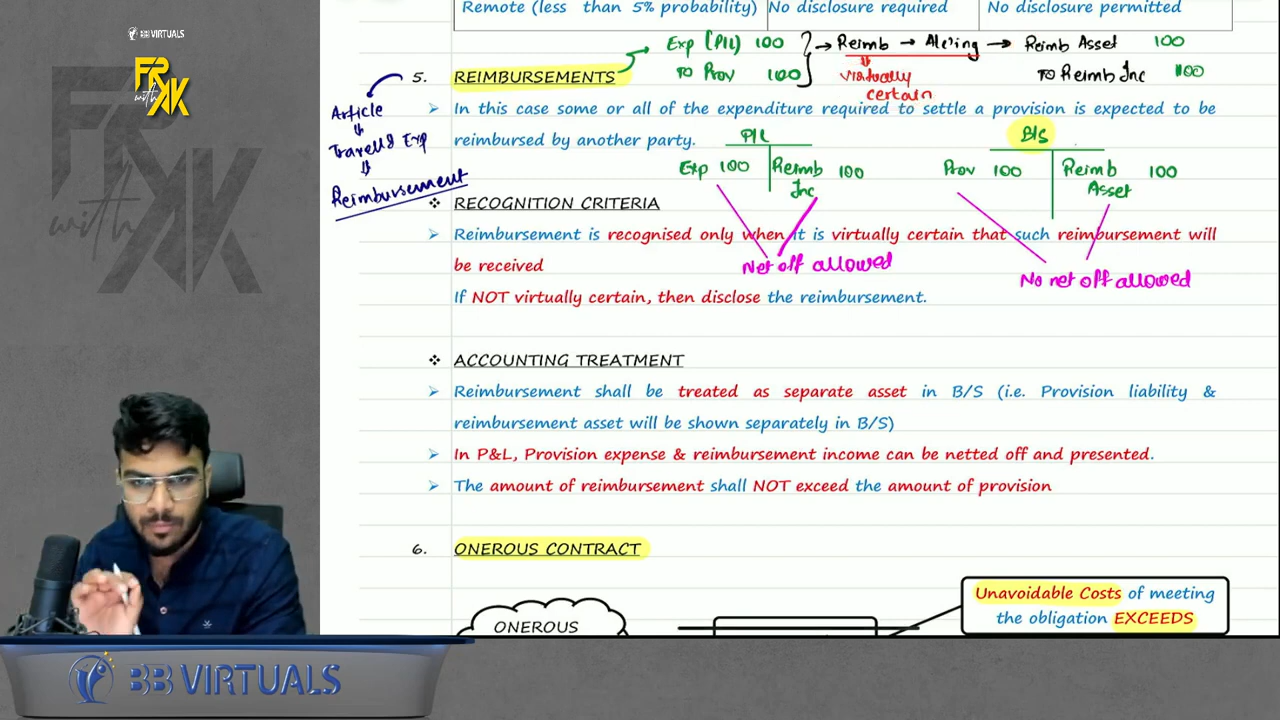 Remote (less than 5% probability) No disclosure required No disclosure permitted
BB VIRTUALS
FR
with
AK
Exp (P/L) 100
To Prov 100
→ Reimb → A/c'ing → Reimb Asset 100
To Reimb Inc 100
virtually
certain
5. REIMBURSEMENTS
Article
Travell'g Exp
Reimbursement
In this case some or all of the expenditure required to settle a provision is expected to be
reimbursed by another party.
P/L
Exp 100 Reimb Inc 100
Net off allowed
B/S
Prov 100 Reimb Asset 100
No net off allowed
RECOGNITION CRITERIA
Reimbursement is recognised only when it is virtually certain that such reimbursement will
be received
If NOT virtually certain, then disclose the reimbursement.
ACCOUNTING TREATMENT
Reimbursement shall be treated as separate asset in B/S (i.e. Provision liability &
reimbursement asset will be shown separately in B/S)
In P&L, Provision expense & reimbursement income can be netted off and presented.
The amount of reimbursement shall NOT exceed the amount of provision
6. ONEROUS CONTRACT
ONEROUS
Unavoidable Costs of meeting
the obligation EXCEEDS
BB VIRTUALS